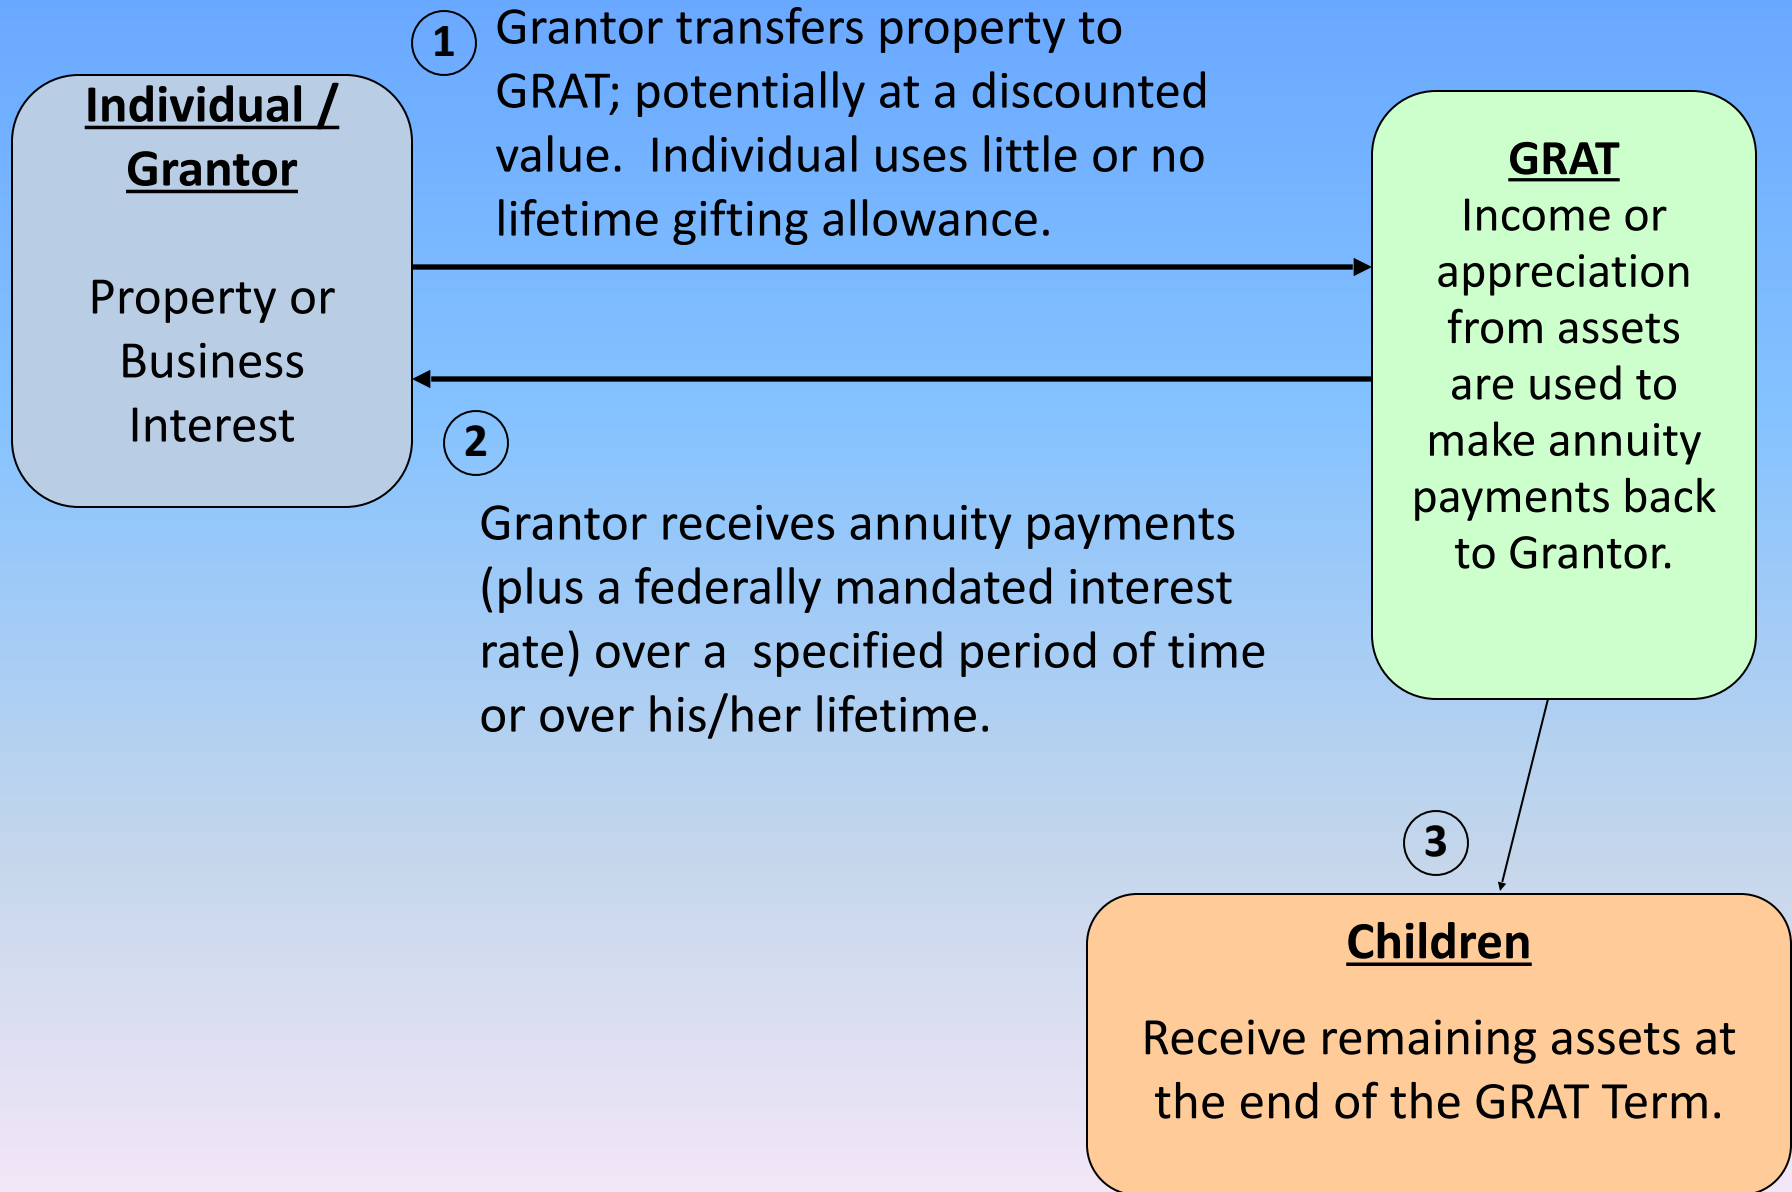 1
Grantor transfers property to
GRAT; potentially at a discounted
value.  Individual uses little or no
lifetime gifting allowance.
Individual /
Grantor
Property or
Business
Interest
GRAT
Income or
appreciation
from assets
are used to
make annuity
payments back
to Grantor.
2
Grantor receives annuity payments
(plus a federally mandated interest
rate) over a  specified period of time
or over his/her lifetime.
3
Children
Receive remaining assets at
the end of the GRAT Term.